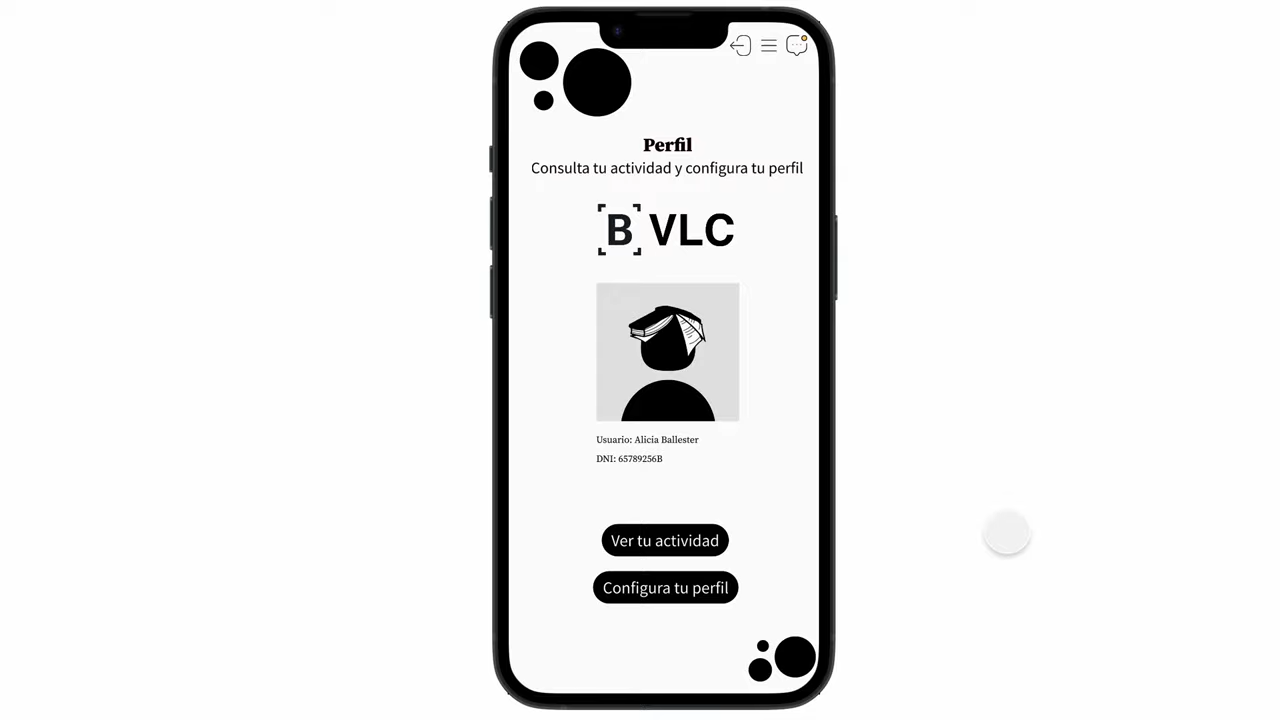 Perfil
Consulta tu actividad y configura tu perfil
[B] VLC
Usuario: Alicia Ballester
DNI: 65789256B
Ver tu actividad
Configura tu perfil